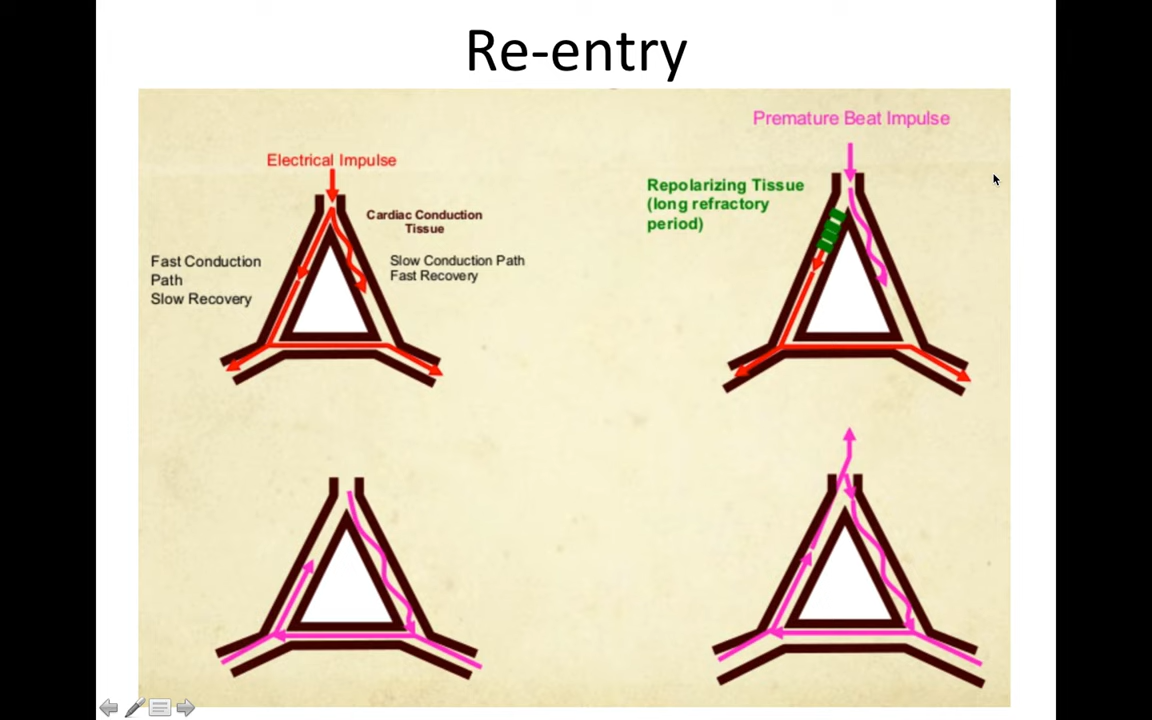 Re-entry
Electrical Impulse
Cardiac Conduction
Tissue
Fast Conduction
Path
Slow Recovery
Slow Conduction Path
Fast Recovery
Premature Beat Impulse
Repolarizing Tissue
(long refractory
period)